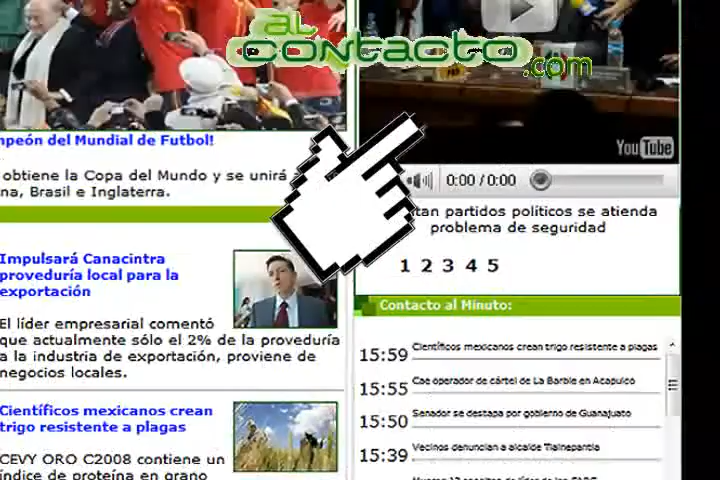 al
contacto
.com
mpeón del Mundial de Futbol!
obtiene la Copa del Mundo y se unirá
na, Brasil e Inglaterra.
YouTube
0:00 / 0:00
tan partidos políticos se atienda
problema de seguridad
1 2 3 4 5
Impulsará Canacintra
proveduría local para la
exportación
El líder empresarial comentó
que actualmente sólo el 2% de la proveduría
a la industria de exportación, proviene de
negocios locales.
Científicos mexicanos crean
trigo resistente a plagas
CEVY ORO C2008 contiene un
índice de proteína en grano
Contacto al Minuto:
15:59 Científicos mexicanos crean trigo resistente a plagas
15:55 Cae operador de cártel de La Barbie en Acapulco
15:50 Senador se destapa por gobierno de Guanajuato
15:39 Vecinos denuncian a alcalde Tlalnepantla